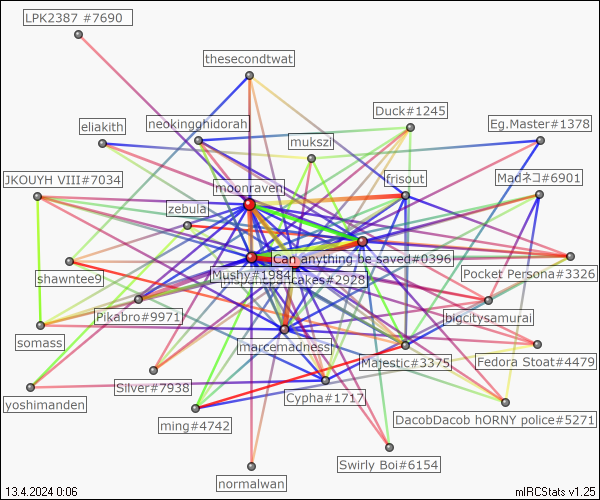 LPK2387 #7690
thesecondtwat
Duck#1245
neokingghidorah
eliakith
Eg.Master#1378
mukszi
JKOUYH VIII#7034
frisout
Madネコ#6901
moonraven
zebula
Can anything be saved#0396
Mushy#1984
cakes#2928
shawntee9
Pocket Persona#3326
Pikabro#9971
bigcitysamurai
somass
marcemadness
Majestic#3375
Fedora Stoat#4479
Silver#7938
Cypha#1717
yoshimanden
DacobDacob hORNY police#5271
ming#4742
Swirly Boi#6154
normalwan
13.4.2024 0:06
mIRCStats v1.25